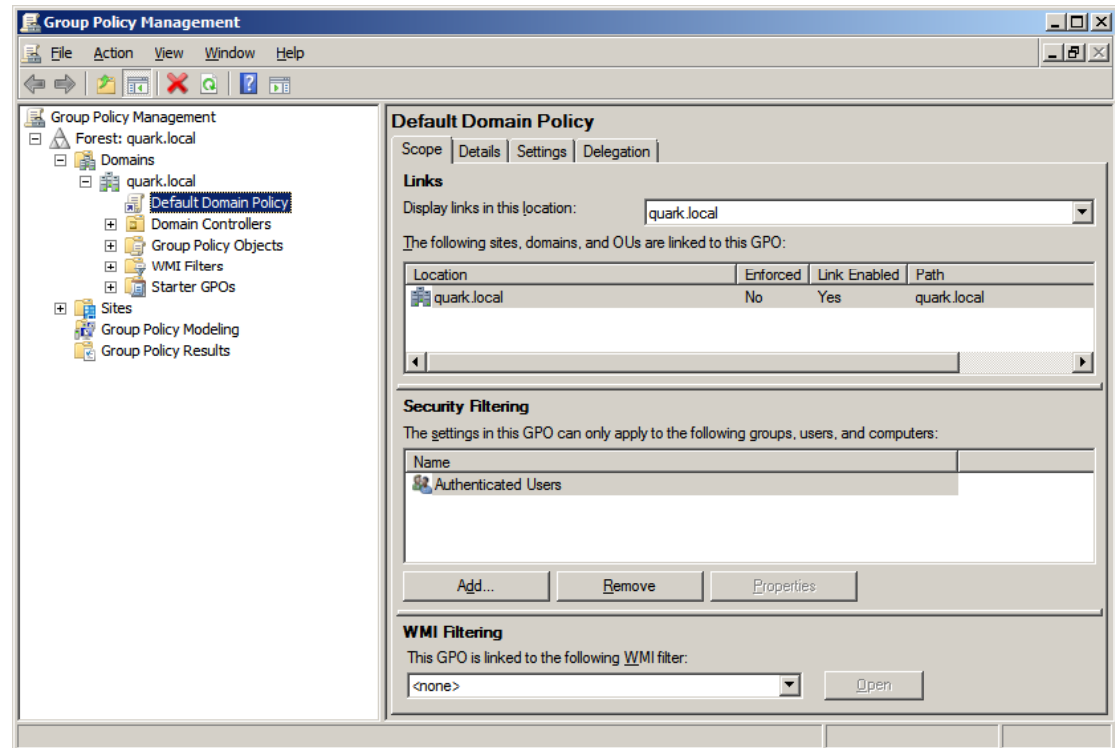 Group Policy Management
File Action View Window Help
Group Policy Management
Forest: quark.local
Domains
quark.local
Default Domain Policy
Domain Controllers
Group Policy Objects
WMI Filters
Starter GPOs
Sites
Group Policy Modeling
Group Policy Results
Default Domain Policy
Scope Details Settings Delegation
Links
Display links in this location: quark.local
The following sites, domains, and OUs are linked to this GPO:
Location Enforced Link Enabled Path
quark.local No Yes quark.local
Security Filtering
The settings in this GPO can only apply to the following groups, users, and computers:
Name
Authenticated Users
Add... Remove Properties
WMI Filtering
This GPO is linked to the following WMI filter:
<none> Open